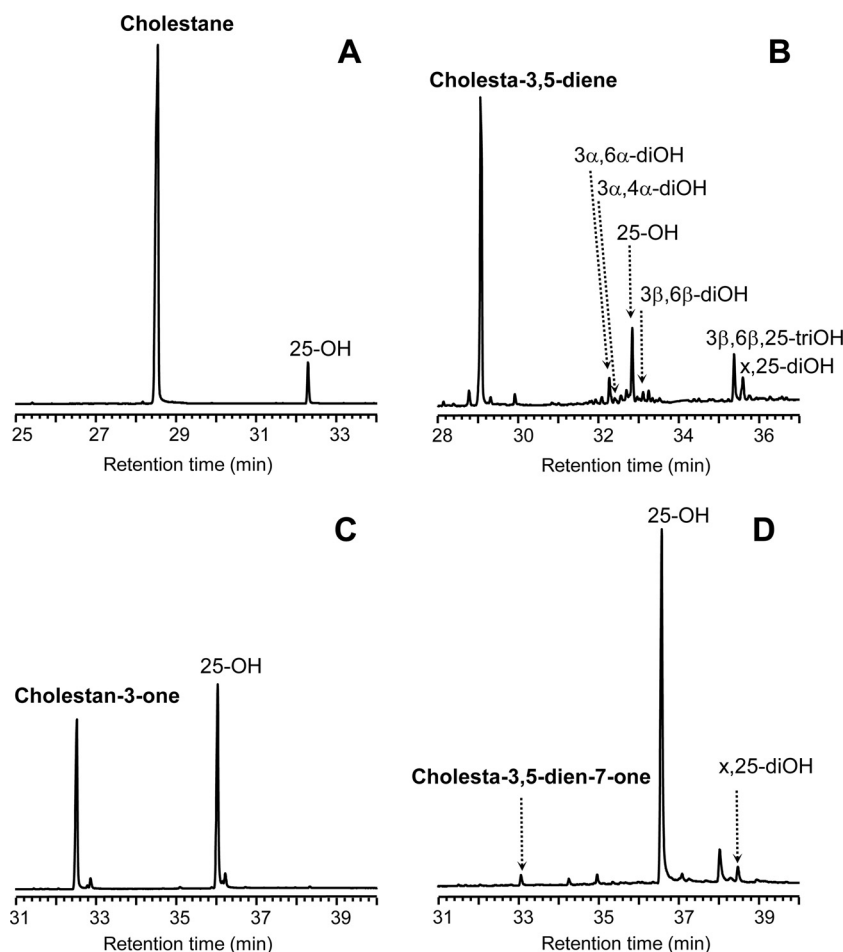 Cholestane
A
25-OH
25 27 29 31 33
Retention time (min)
B
Cholesta-3,5-diene
3α,6α-diOH
3α,4α-diOH
25-OH
3β,6β-diOH
3β,6β,25-triOH
x,25-diOH
28 30 32 34 36
Retention time (min)
C
25-OH
Cholestan-3-one
31 33 35 37 39
Retention time (min)
25-OH
D
x,25-diOH
Cholesta-3,5-dien-7-one
31 33 35 37 39
Retention time (min)